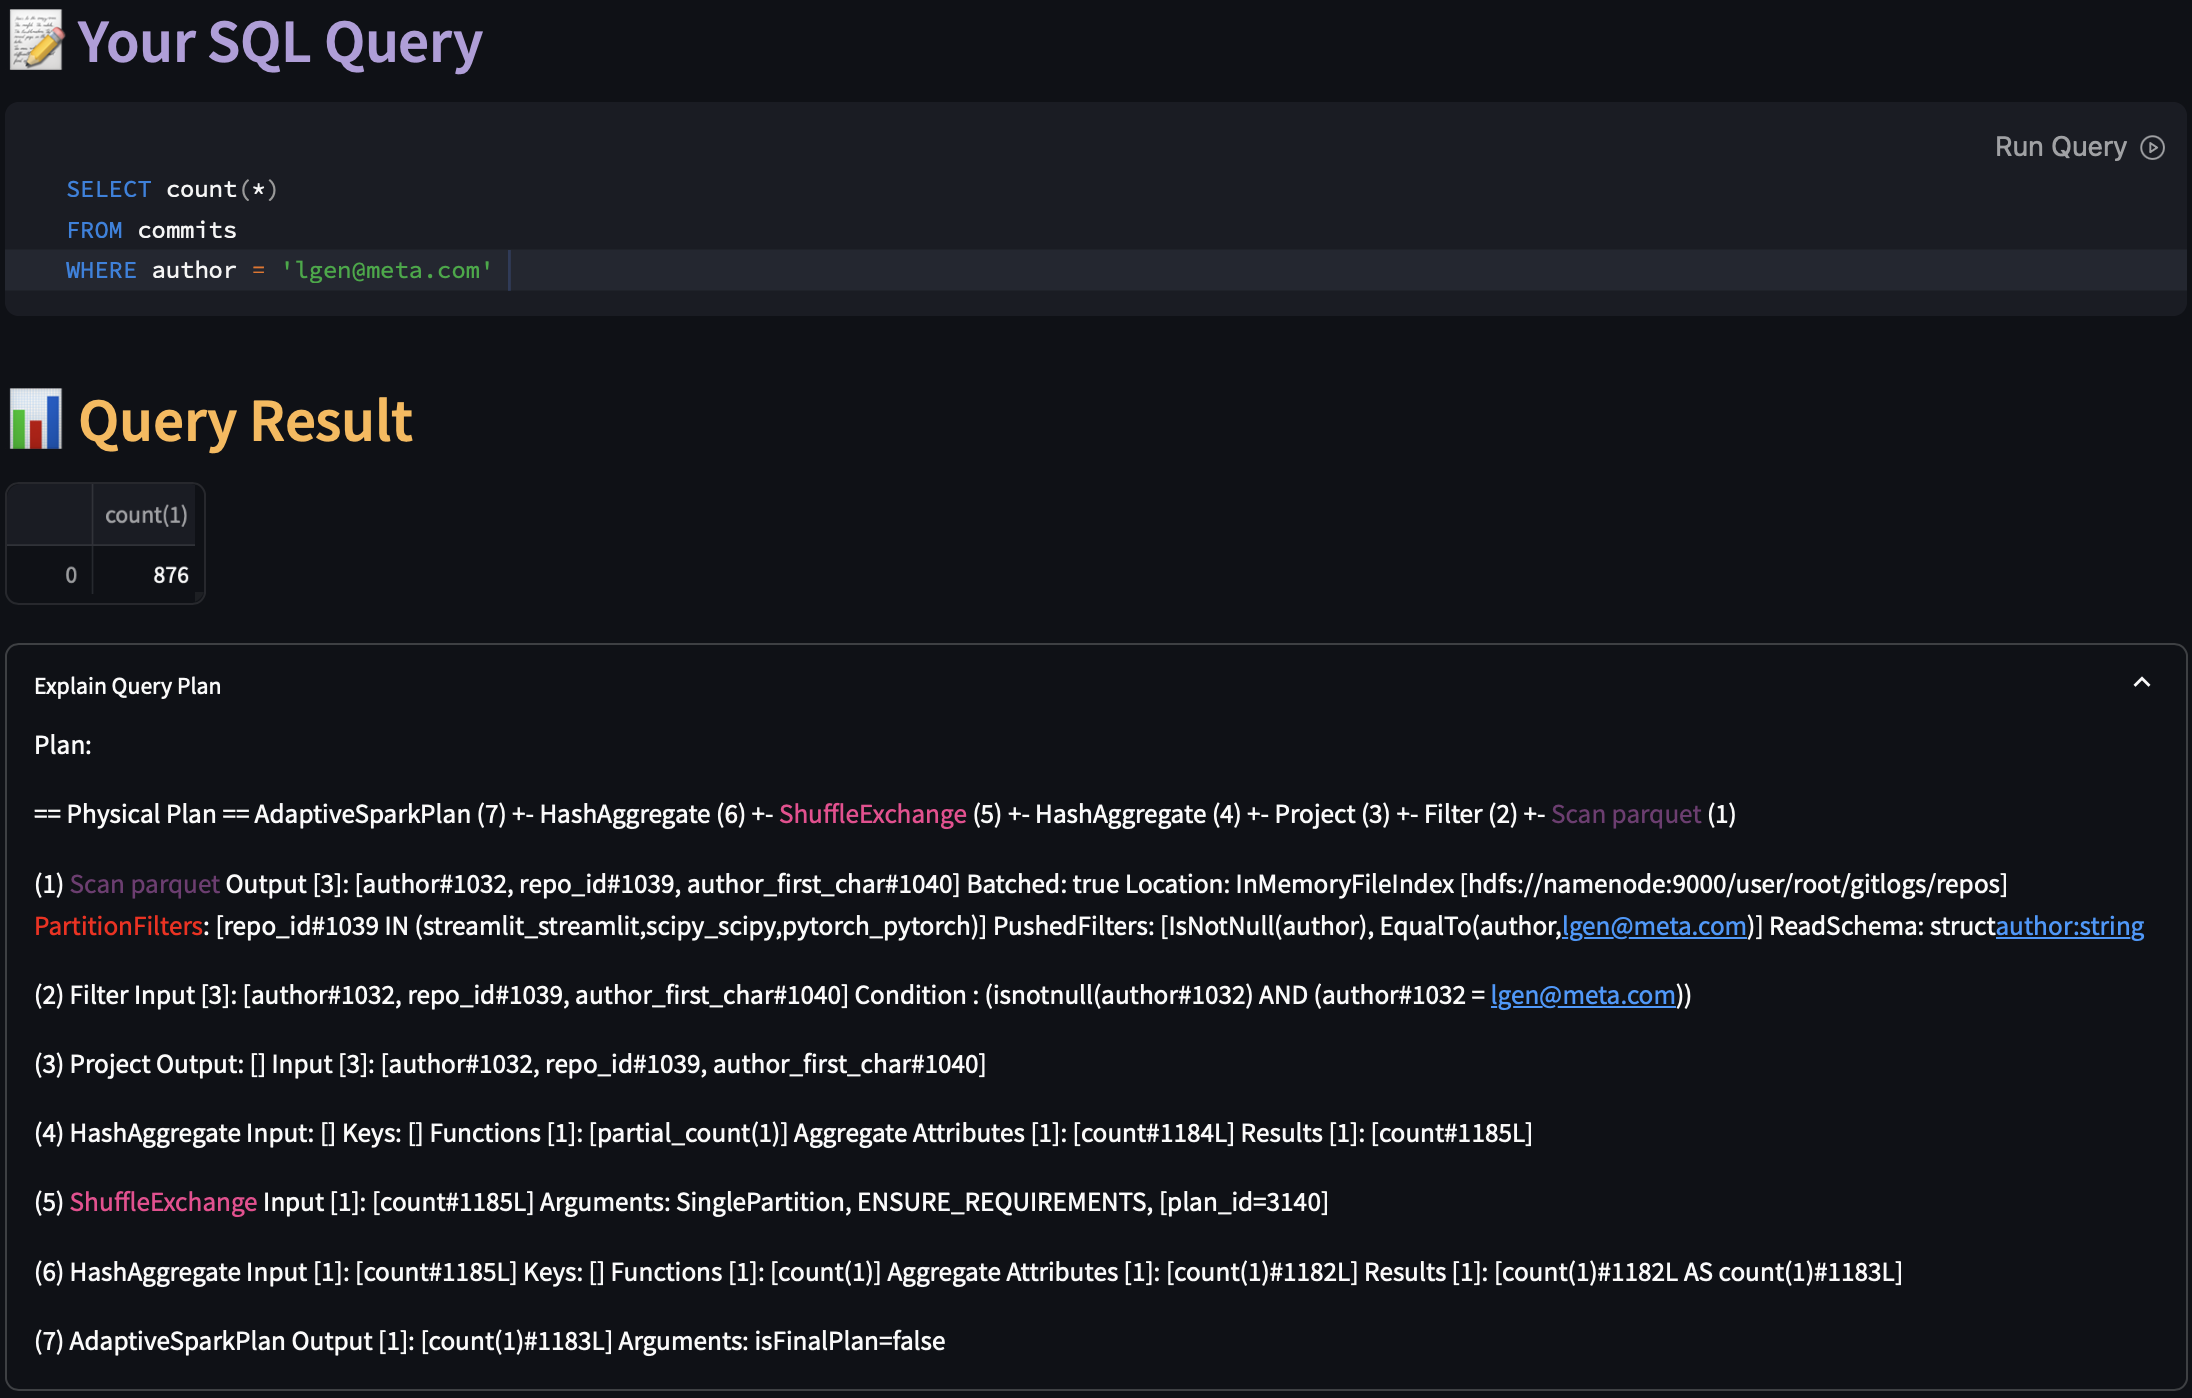 Your SQL Query
Run Query
SELECT count(*)
FROM commits
WHERE author = 'lgen@meta.com'
Query Result
count(1)
0 876
Explain Query Plan
Plan:
== Physical Plan == AdaptiveSparkPlan (7) +- HashAggregate (6) +- ShuffleExchange (5) +- HashAggregate (4) +- Project (3) +- Filter (2) +- Scan parquet (1)
(1) Scan parquet Output [3]: [author#1032, repo_id#1039, author_first_char#1040] Batched: true Location: InMemoryFileIndex [hdfs://namenode:9000/user/root/gitlogs/repos]
PartitionFilters: [repo_id#1039 IN (streamlit_streamlit,scipy_scipy,pytorch_pytorch)] PushedFilters: [IsNotNull(author), EqualTo(author,lgen@meta.com)] ReadSchema: structauthor:string
(2) Filter Input [3]: [author#1032, repo_id#1039, author_first_char#1040] Condition : (isnotnull(author#1032) AND (author#1032 = lgen@meta.com))
(3) Project Output: [] Input [3]: [author#1032, repo_id#1039, author_first_char#1040]
(4) HashAggregate Input: [] Keys: [] Functions [1]: [partial_count(1)] Aggregate Attributes [1]: [count#1184L] Results [1]: [count#1185L]
(5) ShuffleExchange Input [1]: [count#1185L] Arguments: SinglePartition, ENSURE_REQUIREMENTS, [plan_id=3140]
(6) HashAggregate Input [1]: [count#1185L] Keys: [] Functions [1]: [count(1)] Aggregate Attributes [1]: [count(1)#1182L] Results [1]: [count(1)#1182L AS count(1)#1183L]
(7) AdaptiveSparkPlan Output [1]: [count(1)#1183L] Arguments: isFinalPlan=false